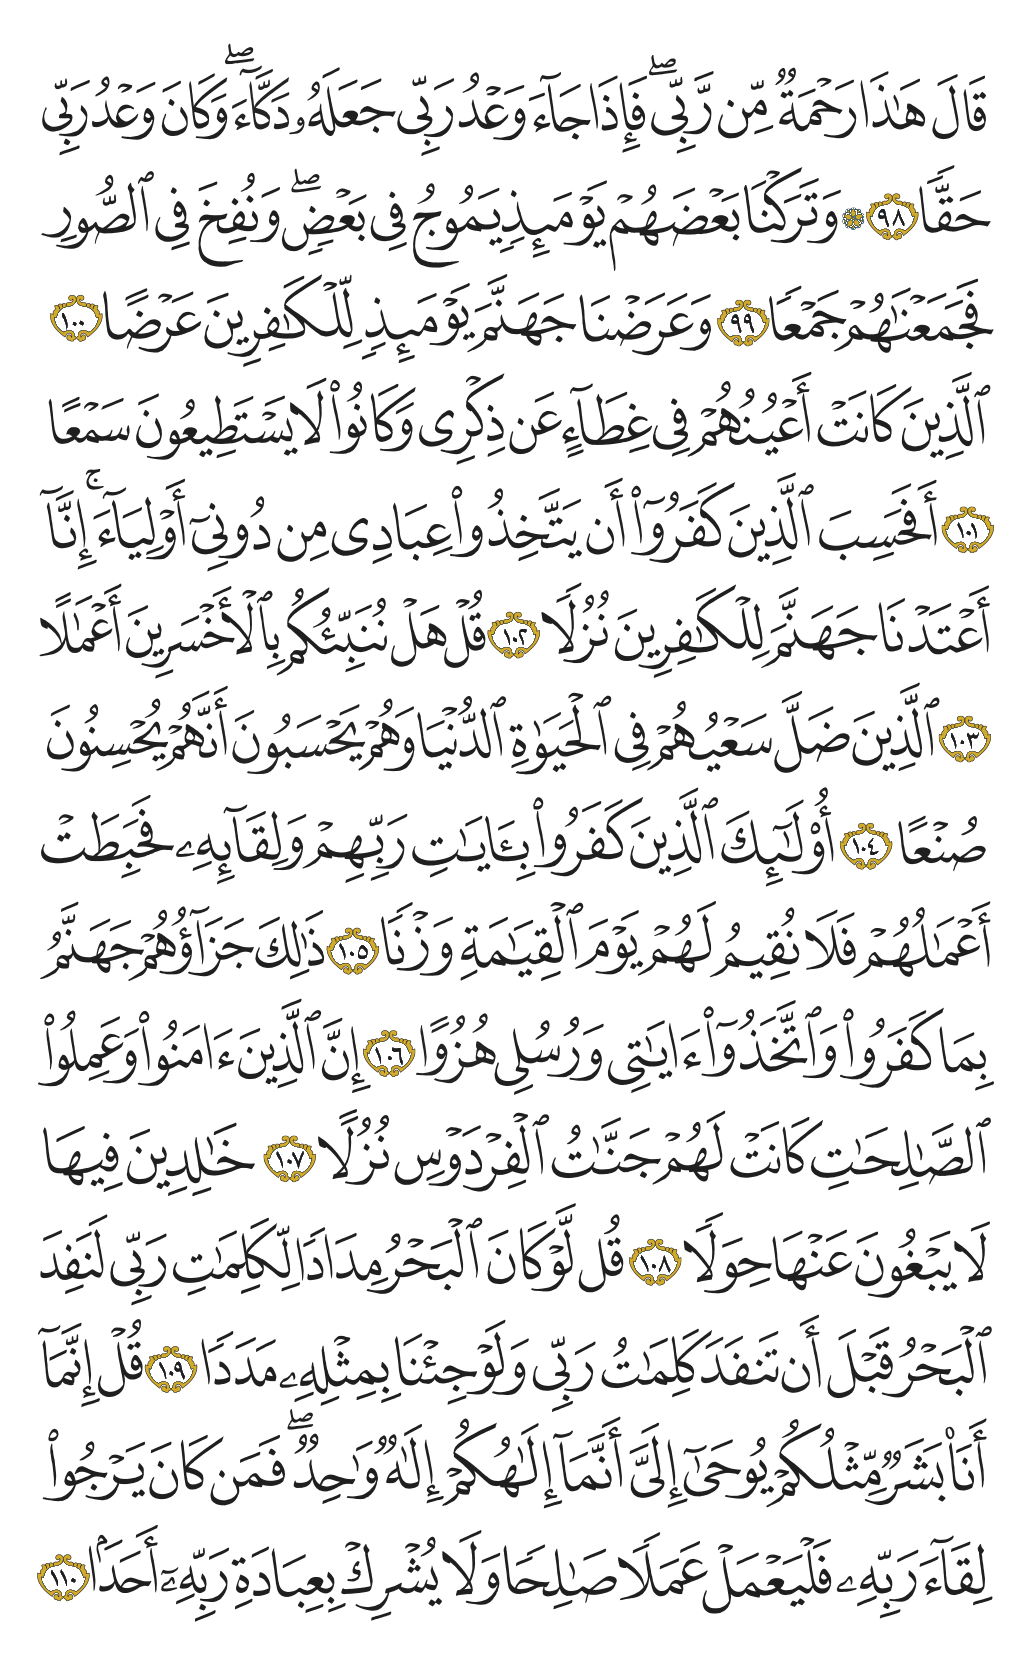 قَالَ هَٰذَا رَحۡمَةٞ مِّن رَّبِّيۖ فَإِذَا جَآءَ وَعۡدُ رَبِّي جَعَلَهُۥ دَكَّآءَۖ وَكَانَ وَعۡدُ رَبِّي
حَقّٗا ٩٨ ۞ وَتَرَكۡنَا بَعۡضَهُمۡ يَوۡمَئِذٖ يَمُوجُ فِي بَعۡضٖۖ وَنُفِخَ فِي ٱلصُّورِ
فَجَمَعۡنَٰهُمۡ جَمۡعٗا ٩٩ وَعَرَضۡنَا جَهَنَّمَ يَوۡمَئِذٖ لِّلۡكَٰفِرِينَ عَرۡضًا ١٠٠
ٱلَّذِينَ كَانَتۡ أَعۡيُنُهُمۡ فِي غِطَآءٍ عَن ذِكۡرِي وَكَانُواْ لَا يَسۡتَطِيعُونَ سَمۡعًا
١٠١ أَفَحَسِبَ ٱلَّذِينَ كَفَرُوٓاْ أَن يَتَّخِذُواْ عِبَادِي مِن دُونِيٓ أَوۡلِيَآءَۚ إِنَّآ
أَعۡتَدۡنَا جَهَنَّمَ لِلۡكَٰفِرِينَ نُزُلٗا ١٠٢ قُلۡ هَلۡ نُنَبِّئُكُم بِٱلۡأَخۡسَرِينَ أَعۡمَٰلًا
١٠٣ ٱلَّذِينَ ضَلَّ سَعۡيُهُمۡ فِي ٱلۡحَيَوٰةِ ٱلدُّنۡيَا وَهُمۡ يَحۡسَبُونَ أَنَّهُمۡ يُحۡسِنُونَ
صُنۡعًا ١٠٤ أُوْلَٰٓئِكَ ٱلَّذِينَ كَفَرُواْ بِـَٔايَٰتِ رَبِّهِمۡ وَلِقَآئِهِۦ فَحَبِطَتۡ
أَعۡمَٰلُهُمۡ فَلَا نُقِيمُ لَهُمۡ يَوۡمَ ٱلۡقِيَٰمَةِ وَزۡنٗا ١٠٥ ذَٰلِكَ جَزَآؤُهُمۡ جَهَنَّمُ
بِمَا كَفَرُواْ وَٱتَّخَذُوٓاْ ءَايَٰتِي وَرُسُلِي هُزُوًا ١٠٦ إِنَّ ٱلَّذِينَ ءَامَنُواْ وَعَمِلُواْ
ٱلصَّٰلِحَٰتِ كَانَتۡ لَهُمۡ جَنَّٰتُ ٱلۡفِرۡدَوۡسِ نُزُلًا ١٠٧ خَٰلِدِينَ فِيهَا
لَا يَبۡغُونَ عَنۡهَا حِوَلٗا ١٠٨ قُل لَّوۡ كَانَ ٱلۡبَحۡرُ مِدَادٗا لِّكَلِمَٰتِ رَبِّي لَنَفِدَ
ٱلۡبَحۡرُ قَبۡلَ أَن تَنفَدَ كَلِمَٰتُ رَبِّي وَلَوۡ جِئۡنَا بِمِثۡلِهِۦ مَدَدٗا ١٠٩ قُلۡ إِنَّمَآ
أَنَا۠ بَشَرٞ مِّثۡلُكُمۡ يُوحَىٰٓ إِلَيَّ أَنَّمَآ إِلَٰهُكُمۡ إِلَٰهٞ وَٰحِدٞۖ فَمَن كَانَ يَرۡجُواْ
لِقَآءَ رَبِّهِۦ فَلۡيَعۡمَلۡ عَمَلٗا صَٰلِحٗا وَلَا يُشۡرِكۡ بِعِبَادَةِ رَبِّهِۦٓ أَحَدَۢا ١١٠